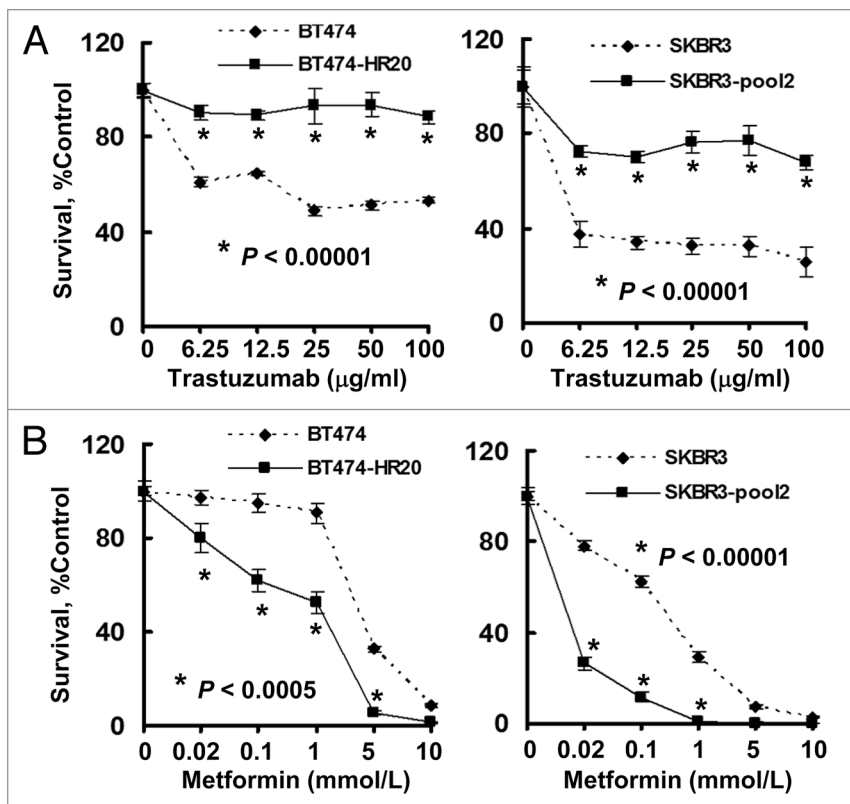 A
BT474
BT474-HR20
Survival, %Control
120
80
40
0
*
*
*
*
*
* P < 0.00001
0 6.25 12.5 25 50 100
Trastuzumab (μg/ml)
SKBR3
SKBR3-pool2
120
80
40
0
*
*
*
*
*
* P < 0.00001
0 6.25 12.5 25 50 100
Trastuzumab (μg/ml)
B
BT474
BT474-HR20
Survival, %Control
120
80
40
0
*
*
*
*
* P < 0.0005
0 0.02 0.1 1 5 10
Metformin (mmol/L)
SKBR3
SKBR3-pool2
120
80
40
0
* P < 0.00001
*
*
*
0 0.02 0.1 1 5 10
Metformin (mmol/L)